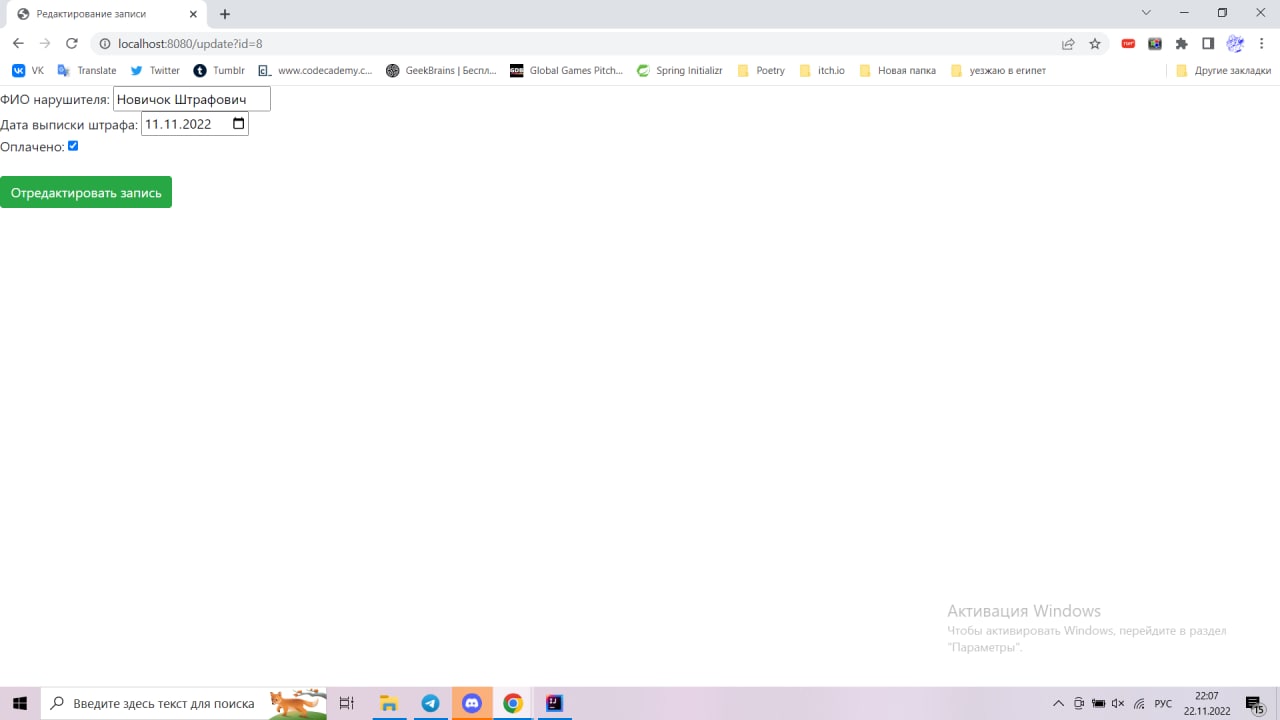 Редактирование записи
localhost:8080/update?id=8
VK Translate Twitter Tumblr www.codecademy.c... GeekBrains | Беспл... Global Games Pitch... Spring Initializr Poetry itch.io Новая папка уезжаю в египет Другие закладки
ФИО нарушителя: Новичок Штрафович
Дата выписки штрафа: 11.11.2022
Оплачено:
Отредактировать запись
Активация Windows
Чтобы активировать Windows, перейдите в раздел
"Параметры".
Введите здесь текст для поиска
РУС
22:07
22.11.2022
15